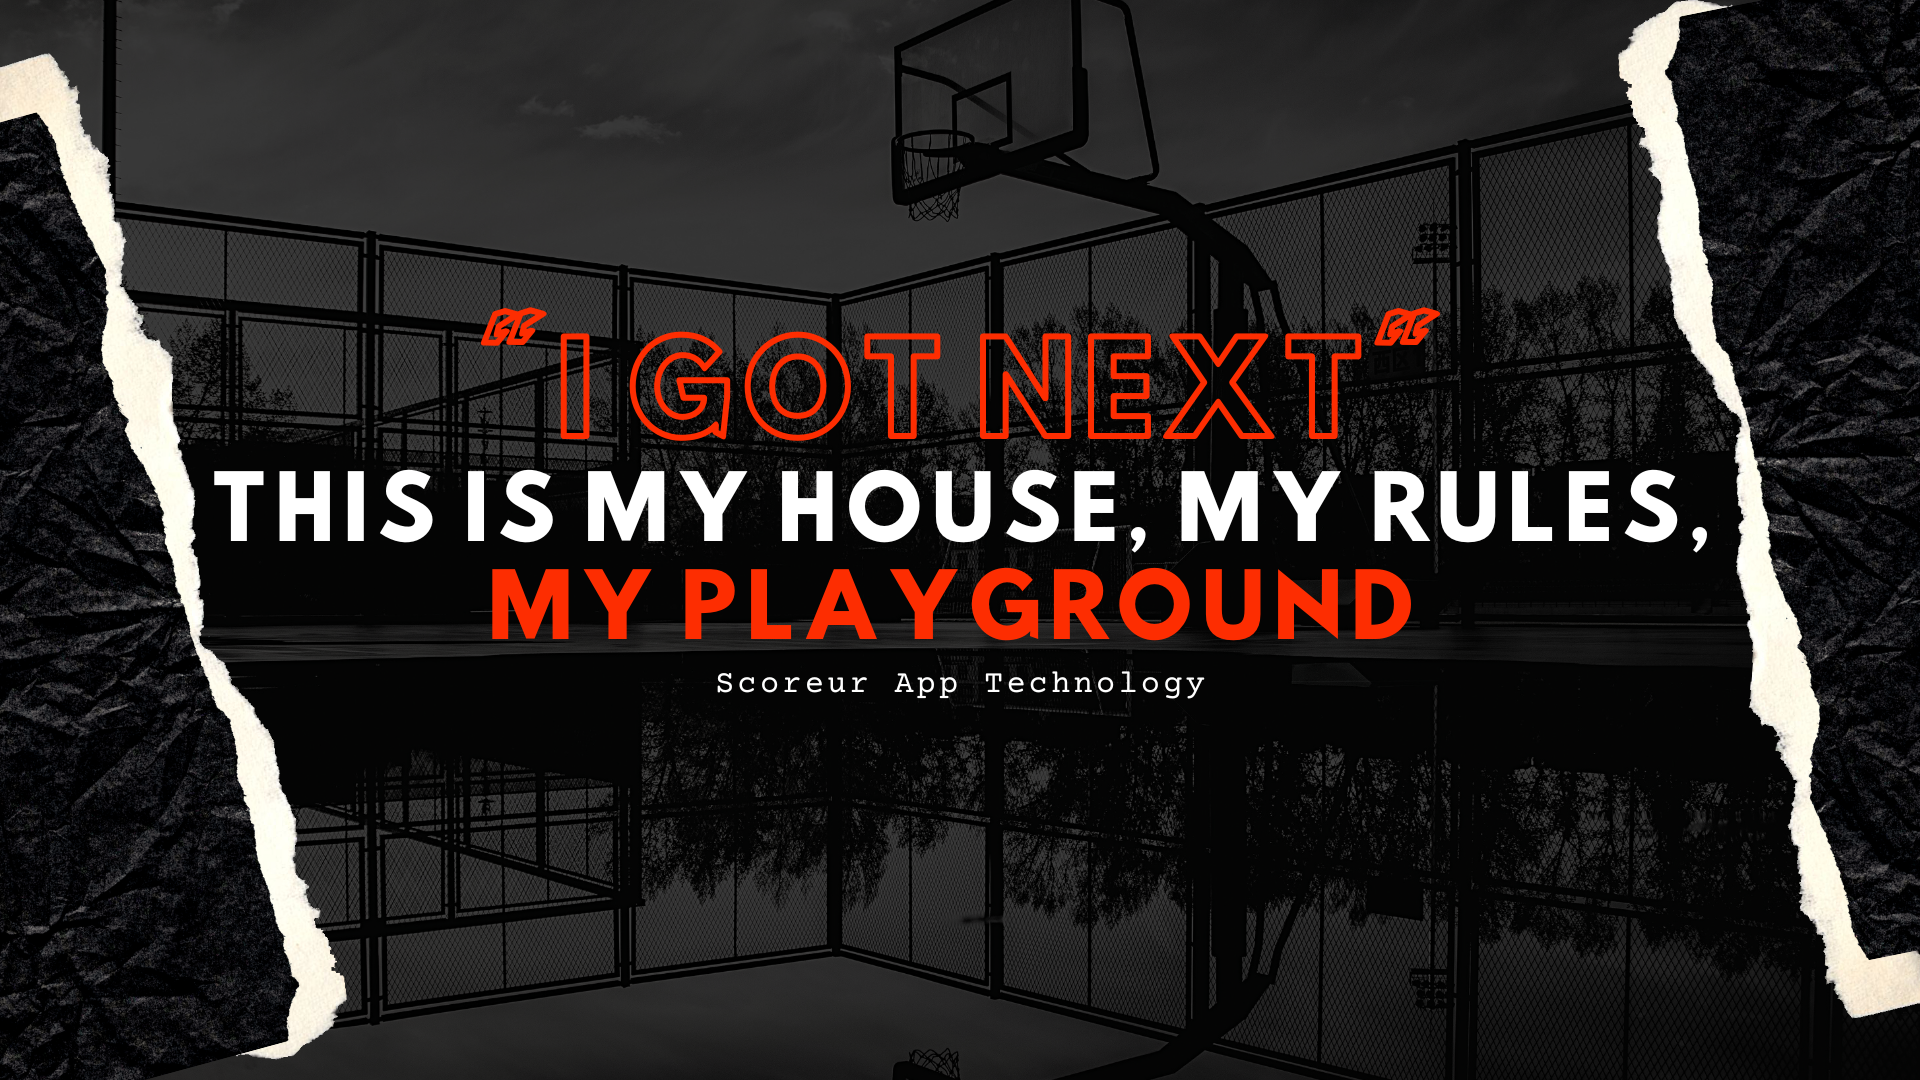 “I GOT NEXT“
THIS IS MY HOUSE, MY RULES,
MY PLAYGROUND
Scoreur App Technology